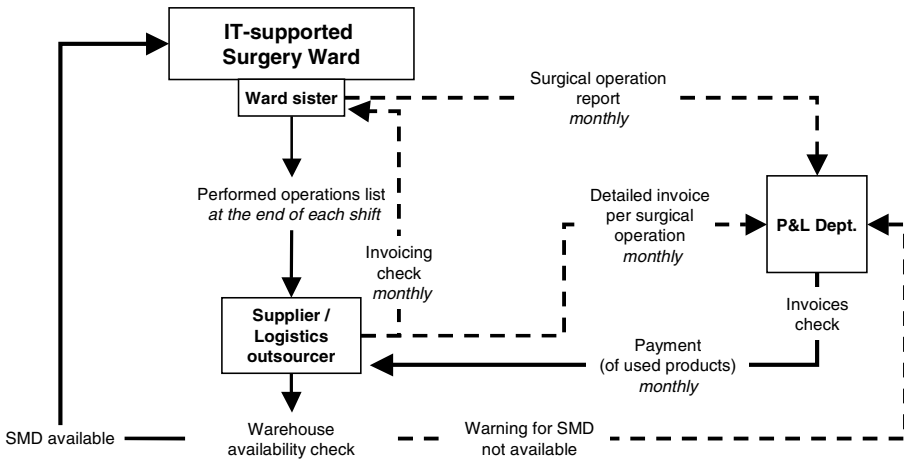 IT-supported
Surgery Ward
Ward sister
Surgical operation
report
monthly
Performed operations list
at the end of each shift
Detailed invoice
per surgical
operation
monthly
P&L Dept.
Invoicing
check
monthly
Supplier /
Logistics
outsourcer
Invoices
check
Payment
(of used products)
monthly
SMD available
Warehouse
availability check
Warning for SMD
not available